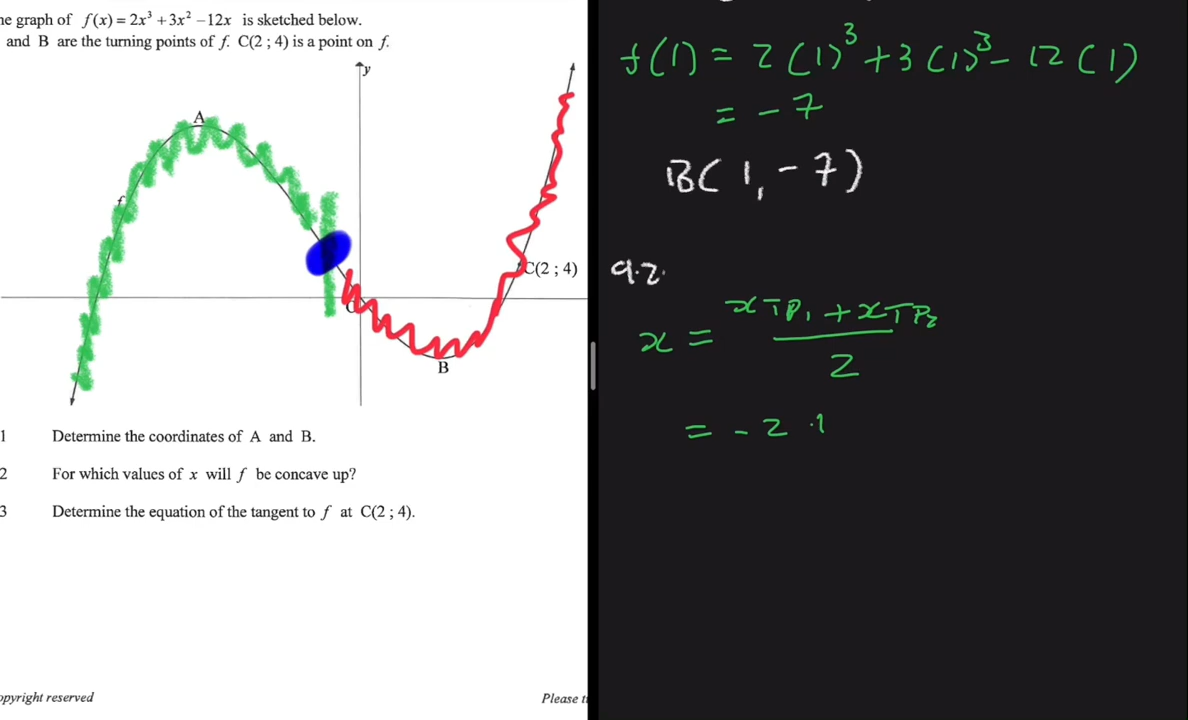 he graph of f(x) = 2x³ + 3x² − 12x is sketched below.
and B are the turning points of f. C(2 ; 4) is a point on f.
y
A
f
C(2 ; 4)
B
1 Determine the coordinates of A and B.
2 For which values of x will f be concave up?
3 Determine the equation of the tangent to f at C(2 ; 4).
opyright reserved
Please t
f(1) = 2(1)³ + 3(1)³ − 12(1)
= −7
B(1, −7)
9.2.
x = xTP₁ + xTP₂
2
= −2 ·1